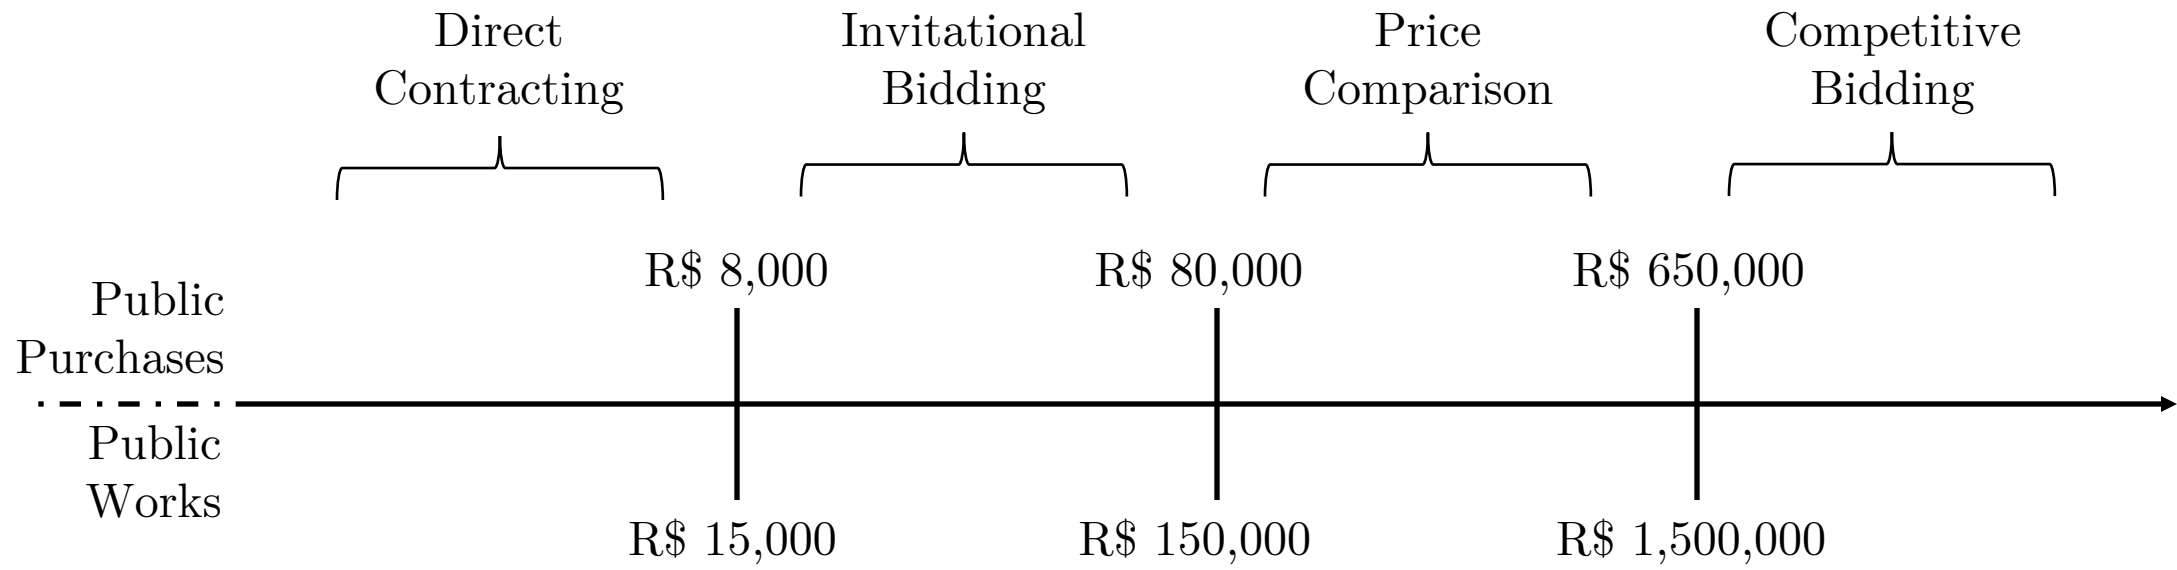 Direct
Contracting
Invitational
Bidding
Price
Comparison
Competitive
Bidding
R$ 8,000
R$ 80,000
R$ 650,000
Public
Purchases
Public
Works
R$ 15,000
R$ 150,000
R$ 1,500,000